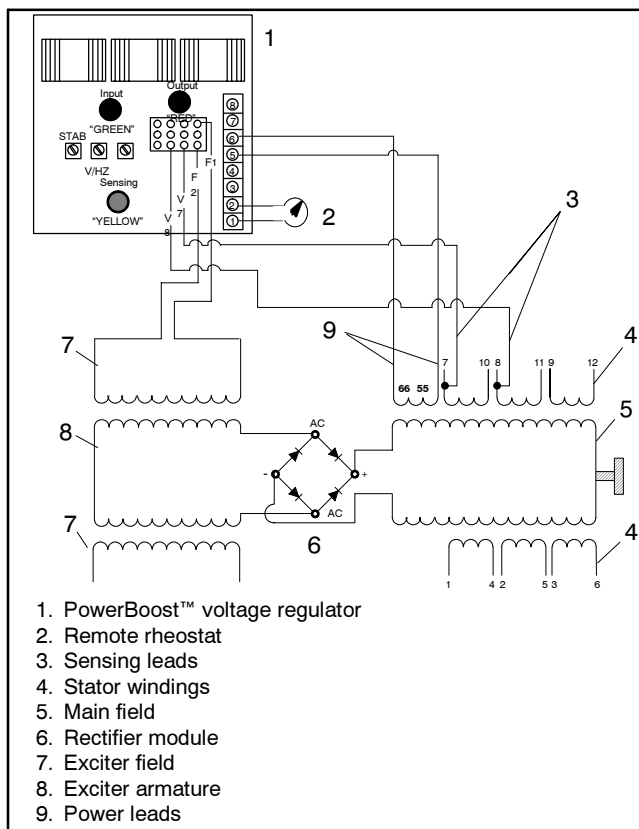 1
Input
Output
"GREEN"
"RED"
STAB
V/HZ
Sensing
"YELLOW"
8
7
6
5
4
3
2
1
F1
F
2
V
7
V
8
2
3
7
9
4
7
10
8
11
9
12
66 55
5
8
AC
-
+
AC
6
7
4
1
4
2
5
3
6
1. PowerBoost™ voltage regulator
2. Remote rheostat
3. Sensing leads
4. Stator windings
5. Main field
6. Rectifier module
7. Exciter field
8. Exciter armature
9. Power leads